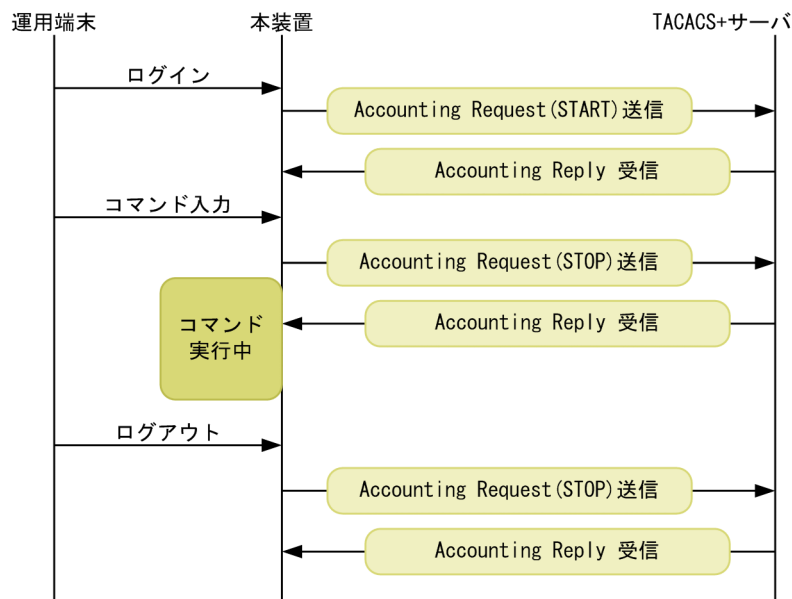 運用端末
本装置
TACACS+サーバ
ログイン
Accounting Request(START)送信
Accounting Reply 受信
コマンド入力
Accounting Request(STOP)送信
Accounting Reply 受信
コマンド
実行中
ログアウト
Accounting Request(STOP)送信
Accounting Reply 受信